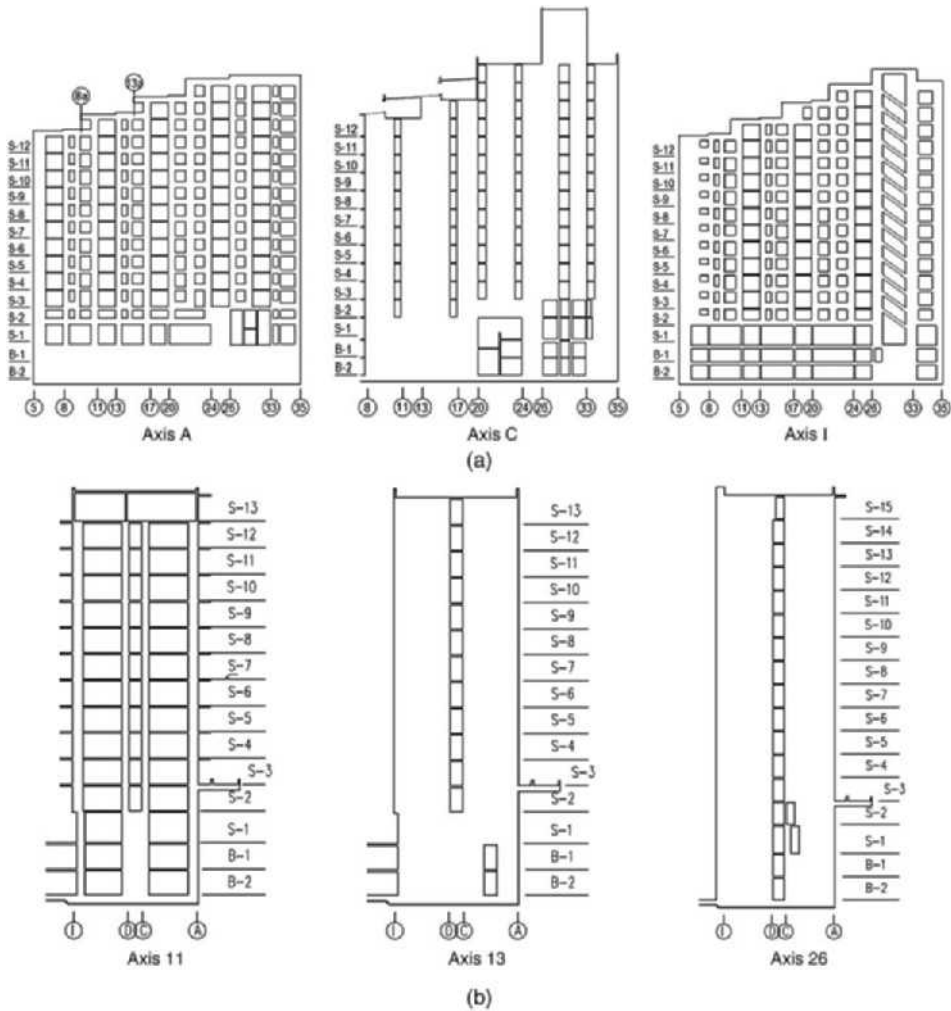 8a 13a
S-12
S-11
S-10
S-9
S-8
S-7
S-6
S-5
S-4
S-3
S-2
S-1
B-1
B-2
5 8 11 13 17 20 24 26 33 35
Axis A
S-12
S-11
S-10
S-9
S-8
S-7
S-6
S-5
S-4
S-3
S-2
S-1
B-1
B-2
8 11 13 17 20 24 26 33 35
Axis C
S-12
S-11
S-10
S-9
S-8
S-7
S-6
S-5
S-4
S-3
S-2
S-1
B-1
B-2
5 8 11 13 17 20 24 26 33 35
Axis I
(a)
S-13
S-12
S-11
S-10
S-9
S-8
S-7
S-6
S-5
S-4
S-3
S-2
S-1
B-1
B-2
I D C A
Axis 11
S-13
S-12
S-11
S-10
S-9
S-8
S-7
S-6
S-5
S-4
S-3
S-2
S-1
B-1
B-2
I D C A
Axis 13
S-15
S-14
S-13
S-12
S-11
S-10
S-9
S-8
S-7
S-6
S-5
S-4
S-3
S-2
S-1
B-1
B-2
I D C A
Axis 26
(b)